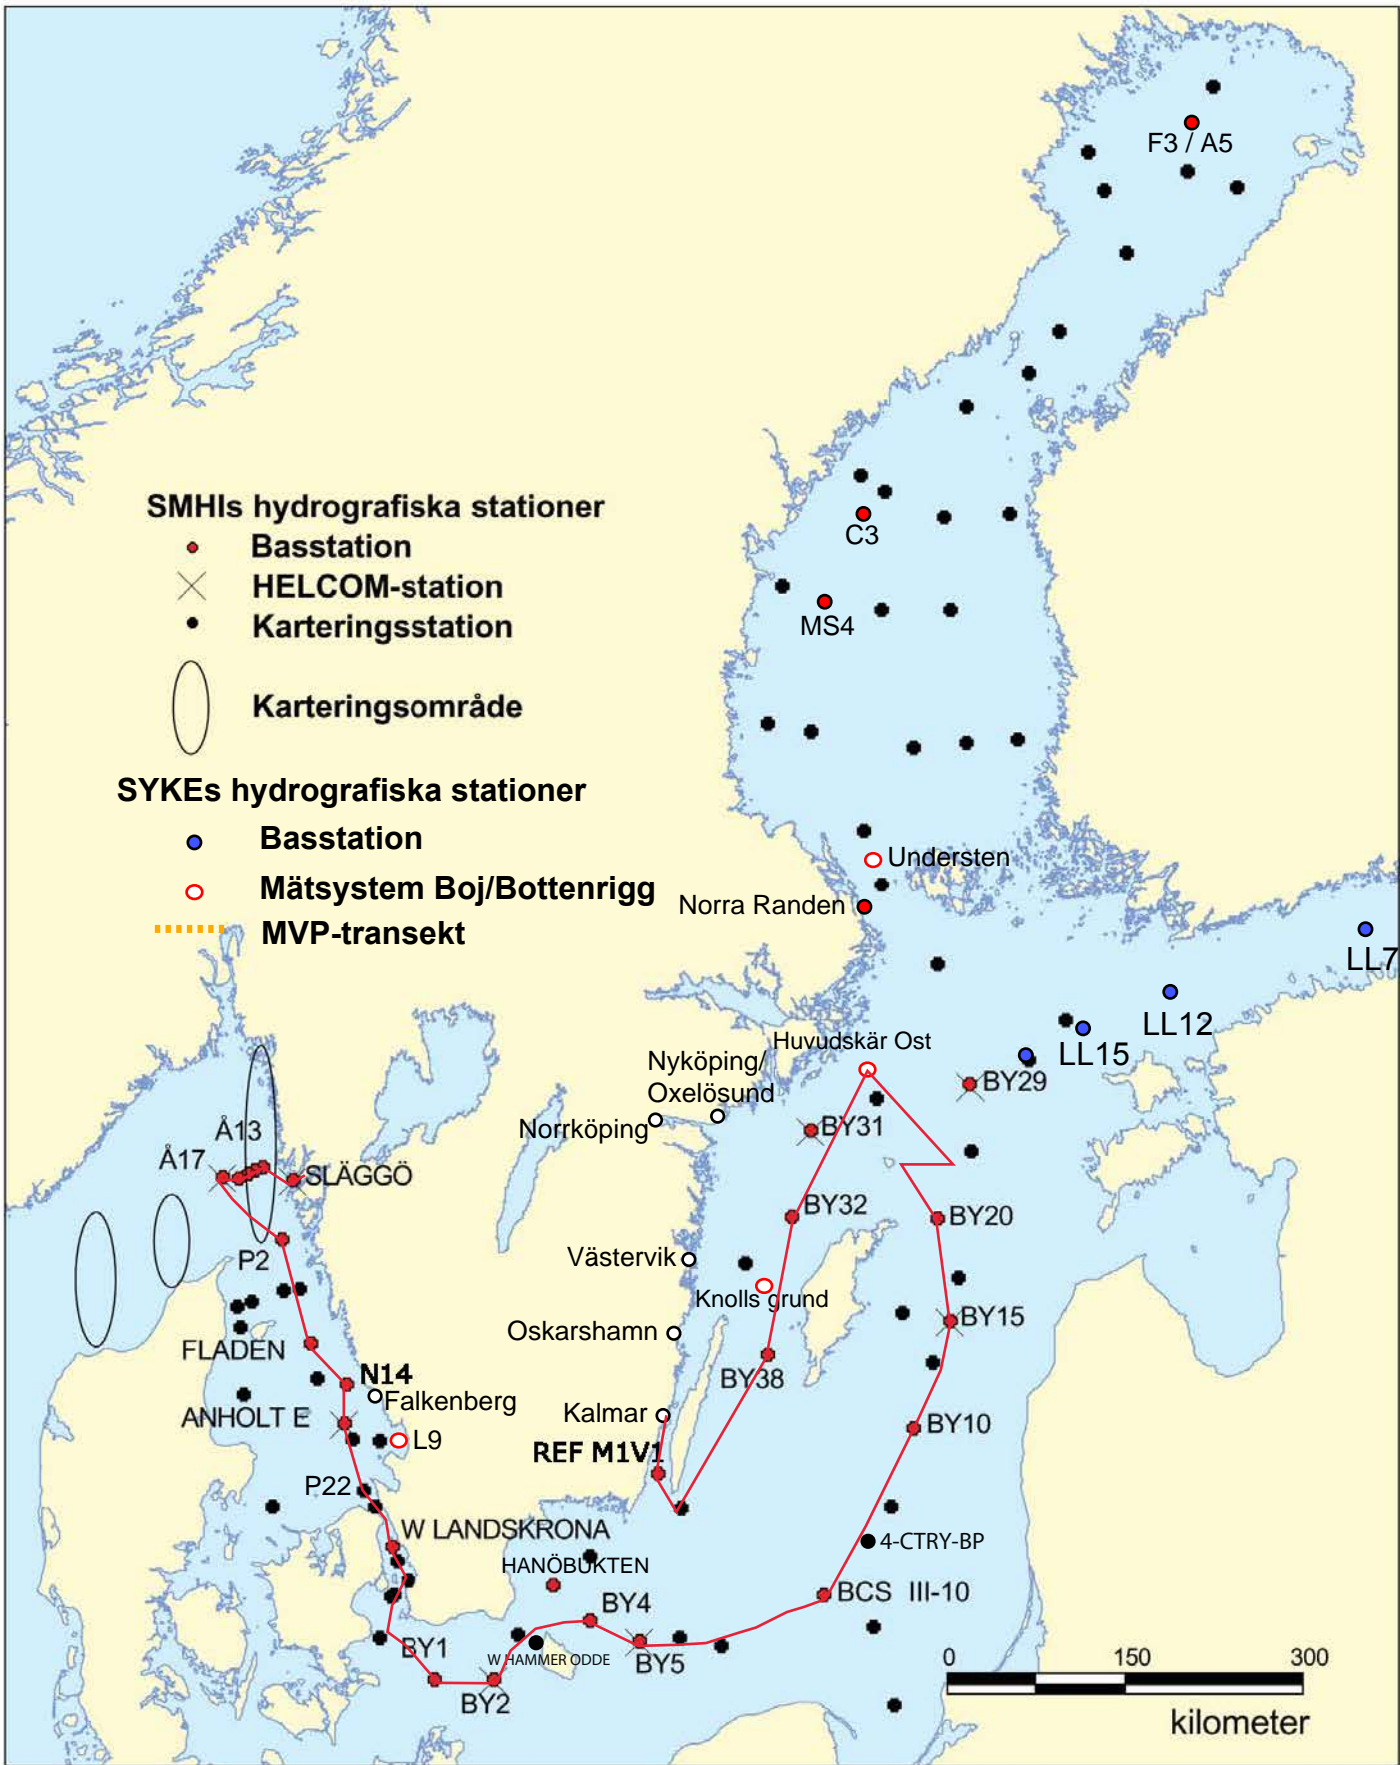 F3 / A5
SMHIs hydrografiska stationer
Basstation
HELCOM-station
Karteringsstation
Karteringsområde
C3
MS4
SYKEs hydrografiska stationer
Basstation
Mätsystem Boj/Bottenrigg
MVP-transekt
Understen
Norra Randen
LL7
LL12
LL15
Huvudskär Ost
Nyköping/
Oxelösund
BY29
Norrköping
BY31
Å13
Å17
SLÄGGÖ
BY32
BY20
P2
Västervik
Knolls grund
BY15
Oskarshamn
FLADEN
BY38
N14
Falkenberg
ANHOLT E
Kalmar
BY10
L9
REF M1V1
P22
W LANDSKRONA
4-CTRY-BP
HANÖBUKTEN
BCS III-10
BY4
BY1
W HAMMER ODDE
BY5
BY2
0 150 300
kilometer